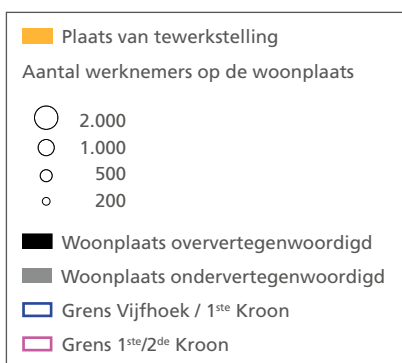 Plaats van tewerkstelling
Aantal werknemers op de woonplaats
2.000
1.000
500
200
Woonplaats oververtegenwoordigd
Woonplaats ondervertegenwoordigd
Grens Vijfhoek / 1ste Kroon
Grens 1ste/2de Kroon